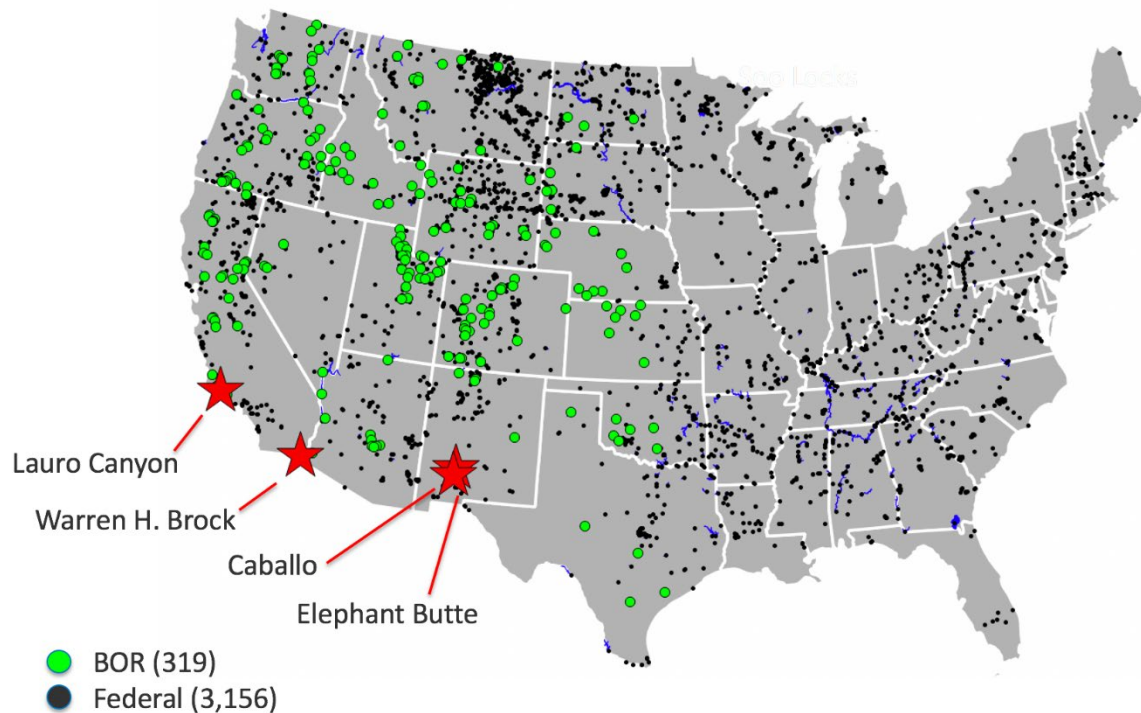 Lauro Canyon
Warren H. Brock
Caballo
Elephant Butte
BOR (319)
Federal (3,156)